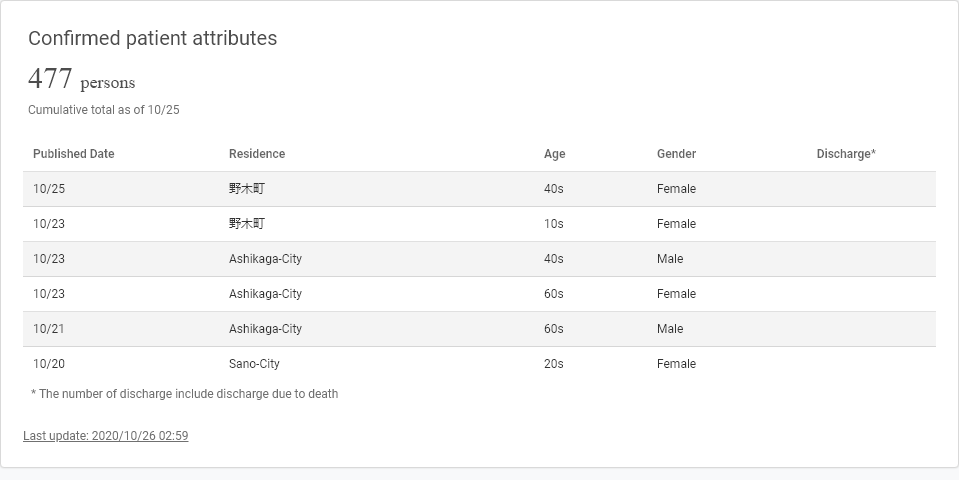 Confirmed patient attributes
477 persons
Cumulative total as of 10/25
Published Date Residence Age Gender Discharge*
10/25 野木町 40s Female
10/23 野木町 10s Female
10/23 Ashikaga-City 40s Male
10/23 Ashikaga-City 60s Female
10/21 Ashikaga-City 60s Male
10/20 Sano-City 20s Female
* The number of discharge include discharge due to death
Last update: 2020/10/26 02:59